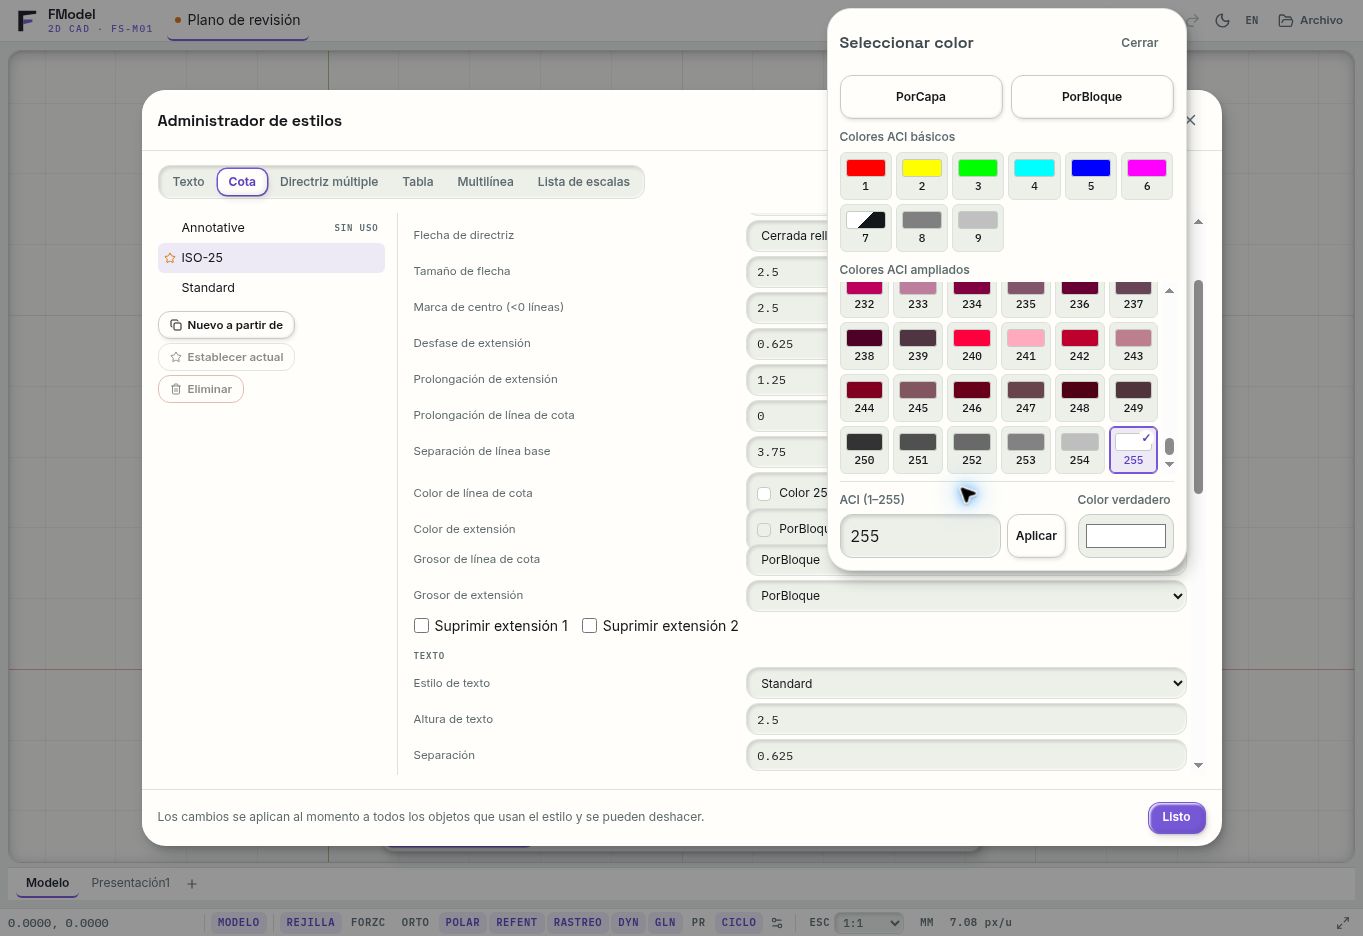 FModel
2D CAD · FS-M01
Plano de revisión
EN
Archivo
Administrador de estilos
Texto
Cota
Directriz múltiple
Tabla
Multilínea
Lista de escalas
Annotative
SIN USO
ISO-25
Standard
Nuevo a partir de
Establecer actual
Eliminar
Flecha de directriz
Cerrada rell
Tamaño de flecha
2.5
Marca de centro (<0 líneas)
2.5
Desfase de extensión
0.625
Prolongación de extensión
1.25
Prolongación de línea de cota
0
Separación de línea base
3.75
Color de línea de cota
Color 25
Color de extensión
PorBloqu
Grosor de línea de cota
PorBloque
Grosor de extensión
PorBloque
Suprimir extensión 1
Suprimir extensión 2
TEXTO
Estilo de texto
Standard
Altura de texto
2.5
Separación
0.625
Los cambios se aplican al momento a todos los objetos que usan el estilo y se pueden deshacer.
Listo
Seleccionar color
Cerrar
PorCapa
PorBloque
Colores ACI básicos
1 2 3 4 5 6
7 8 9
Colores ACI ampliados
232 233 234 235 236 237
238 239 240 241 242 243
244 245 246 247 248 249
250 251 252 253 254 255
ACI (1–255)
Color verdadero
255
Aplicar
Modelo
Presentación1
0.0000, 0.0000
MODELO
REJILLA
FORZC
ORTO
POLAR
REFENT
RASTREO
DYN
GLN
PR
CICLO
ESC
1:1
MM
7.08 px/u